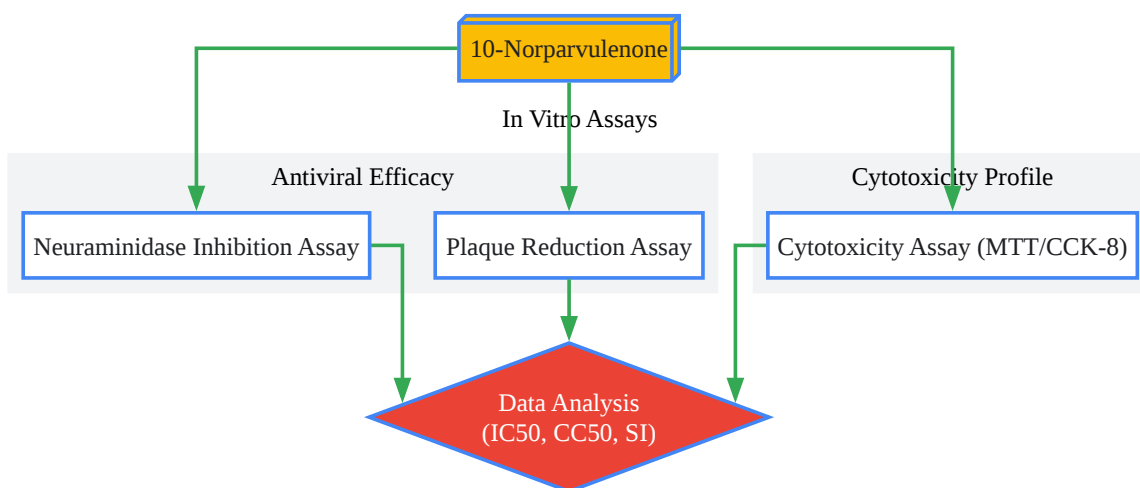 10-Norparvulenone
In Vitro Assays
Antiviral Efficacy
Cytotoxicity Profile
Neuraminidase Inhibition Assay
Plaque Reduction Assay
Cytotoxicity Assay (MTT/CCK-8)
Data Analysis
(IC50, CC50, SI)